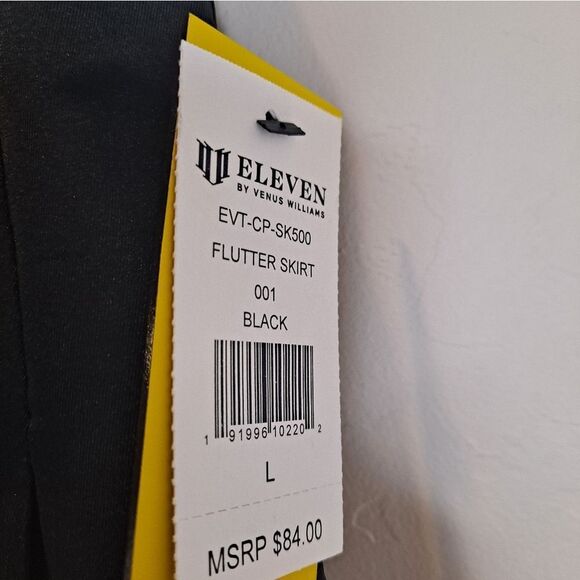 ELEVEN
BY VENUS WILLIAMS
EVT-CP-SK500
FLUTTER SKIRT
001
BLACK
1 91996 10220 2
L
MSRP $84.00